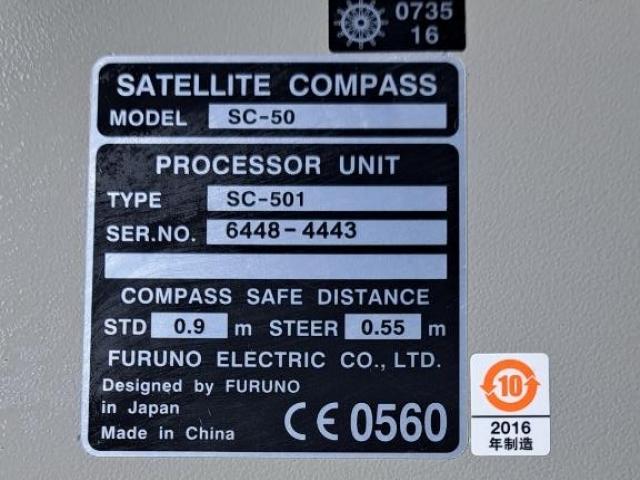 0735
16
SATELLITE COMPASS
MODEL SC-50
PROCESSOR UNIT
TYPE SC-501
SER.NO. 6448-4443
COMPASS SAFE DISTANCE
STD 0.9 m STEER 0.55 m
FURUNO ELECTRIC CO., LTD.
Designed by FURUNO
in Japan
Made in China
CE0560
10
2016
年制造